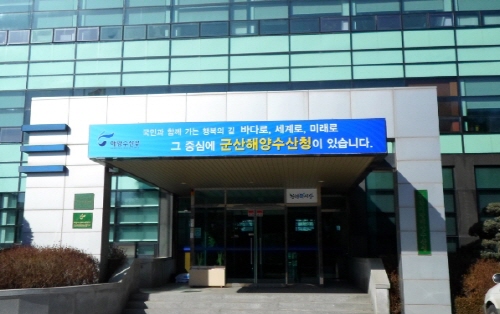 해양수산부
국민과 함께 가는 행복의 길 바다로, 세계로, 미래로
그 중심에 군산해양수산청이 있습니다.